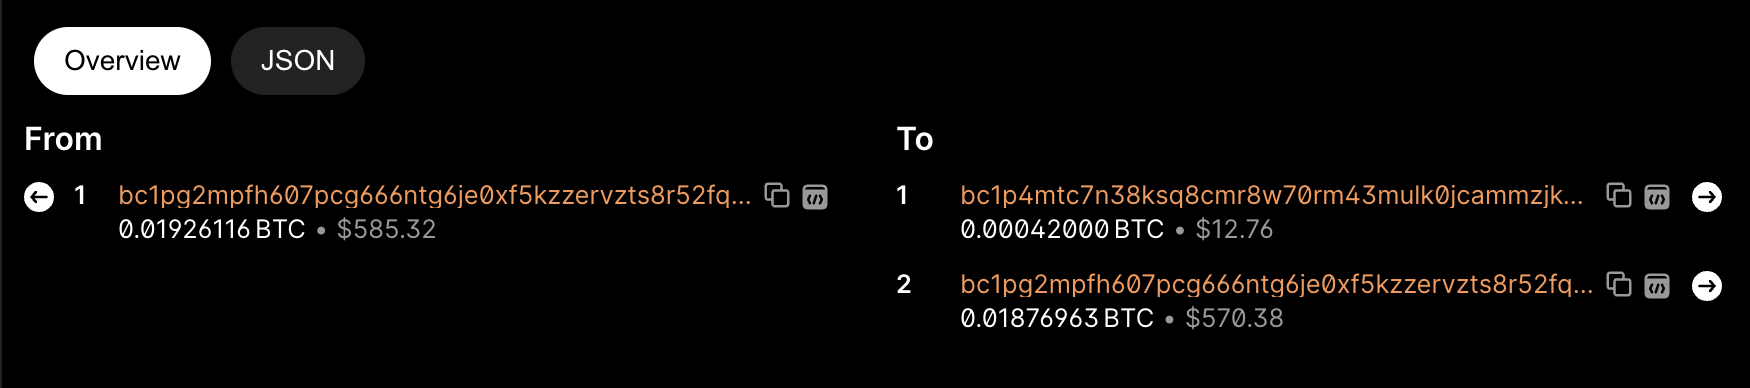 Overview JSON
From
1 bc1pg2mpfh607pcg666ntg6je0xf5kzzervzts8r52fq...
0.01926116 BTC • $585.32
To
1 bc1p4mtc7n38ksq8cmr8w70rm43mulk0jcammzjk...
0.00042000 BTC • $12.76
2 bc1pg2mpfh607pcg666ntg6je0xf5kzzervzts8r52fq...
0.01876963 BTC • $570.38